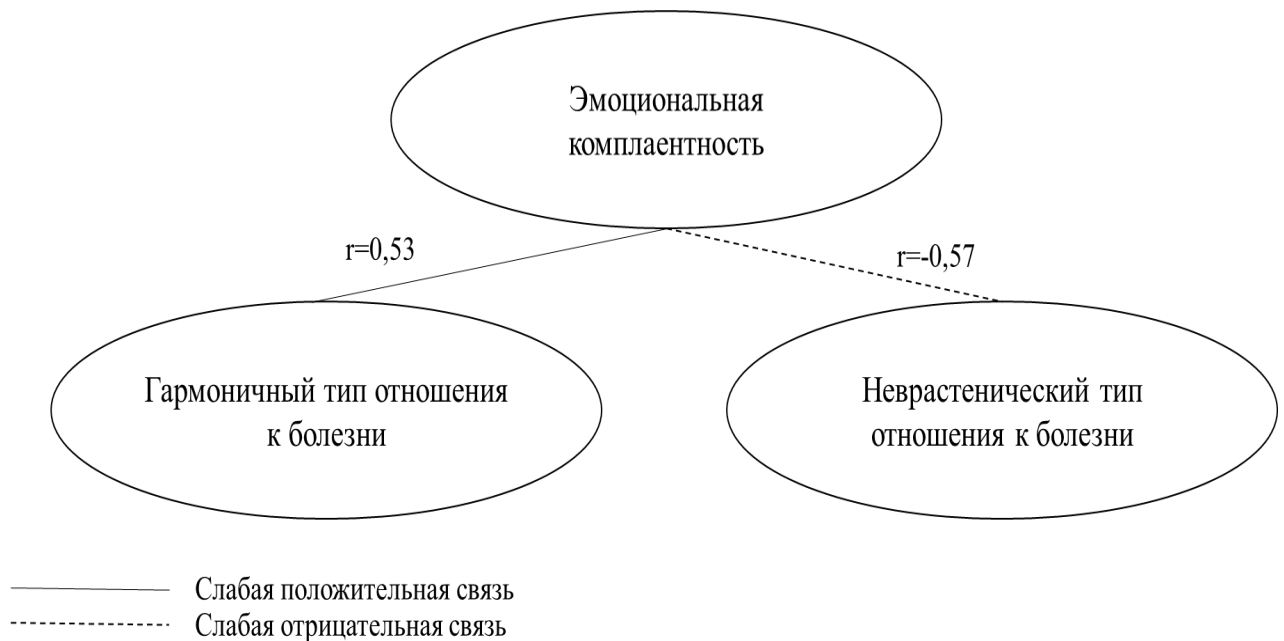 Эмоциональная
комплаентность
r=0,53
r=-0,57
Гармоничный тип отношения
к болезни
Неврастенический тип
отношения к болезни
Слабая положительная связь
Слабая отрицательная связь